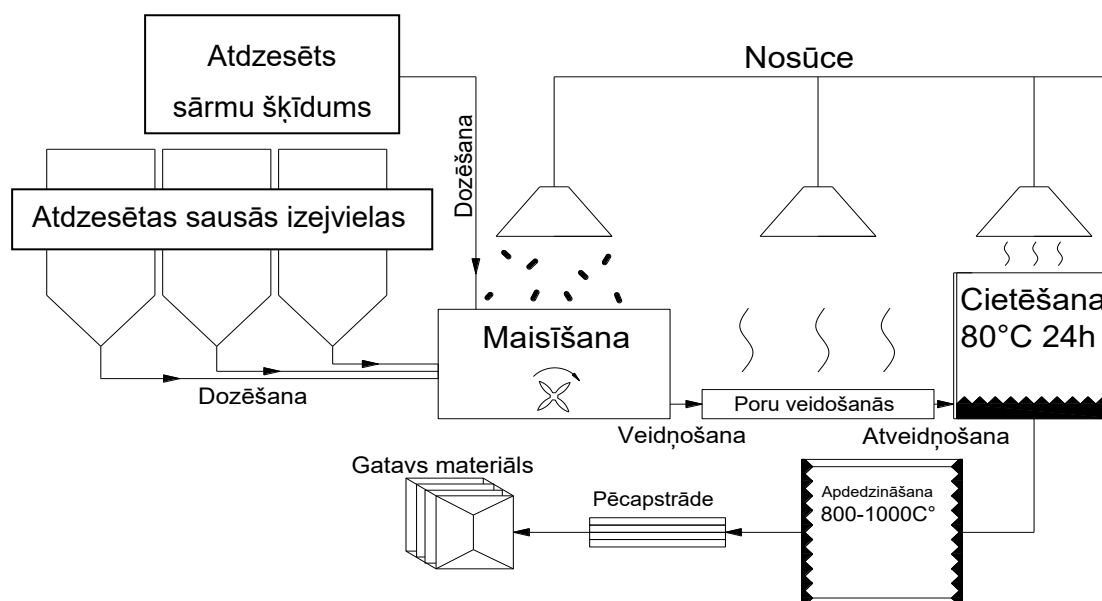 Atdzesēts
sārmu šķīdums
Nosūce
Dozēšana
Atdzesētas sausās izejvielas
Maisīšana
Cietēšana
80°C 24h
Dozēšana
Poru veidošanās
Veidņošana
Atveidņošana
Gatavs materiāls
Pēcapstrāde
Apdedzināšana
800-1000C°